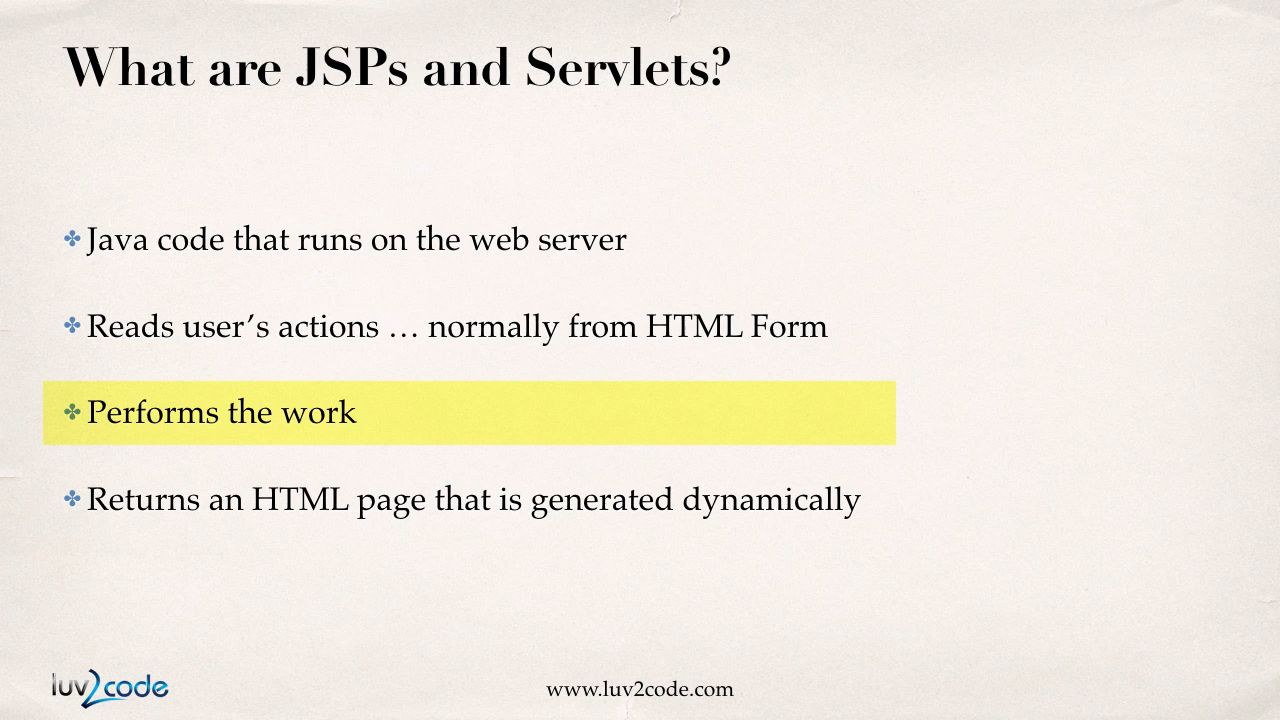 What are JSPs and Servlets?
✤ Java code that runs on the web server
✤ Reads user’s actions … normally from HTML Form
✤ Performs the work
✤ Returns an HTML page that is generated dynamically
luv2code
www.luv2code.com